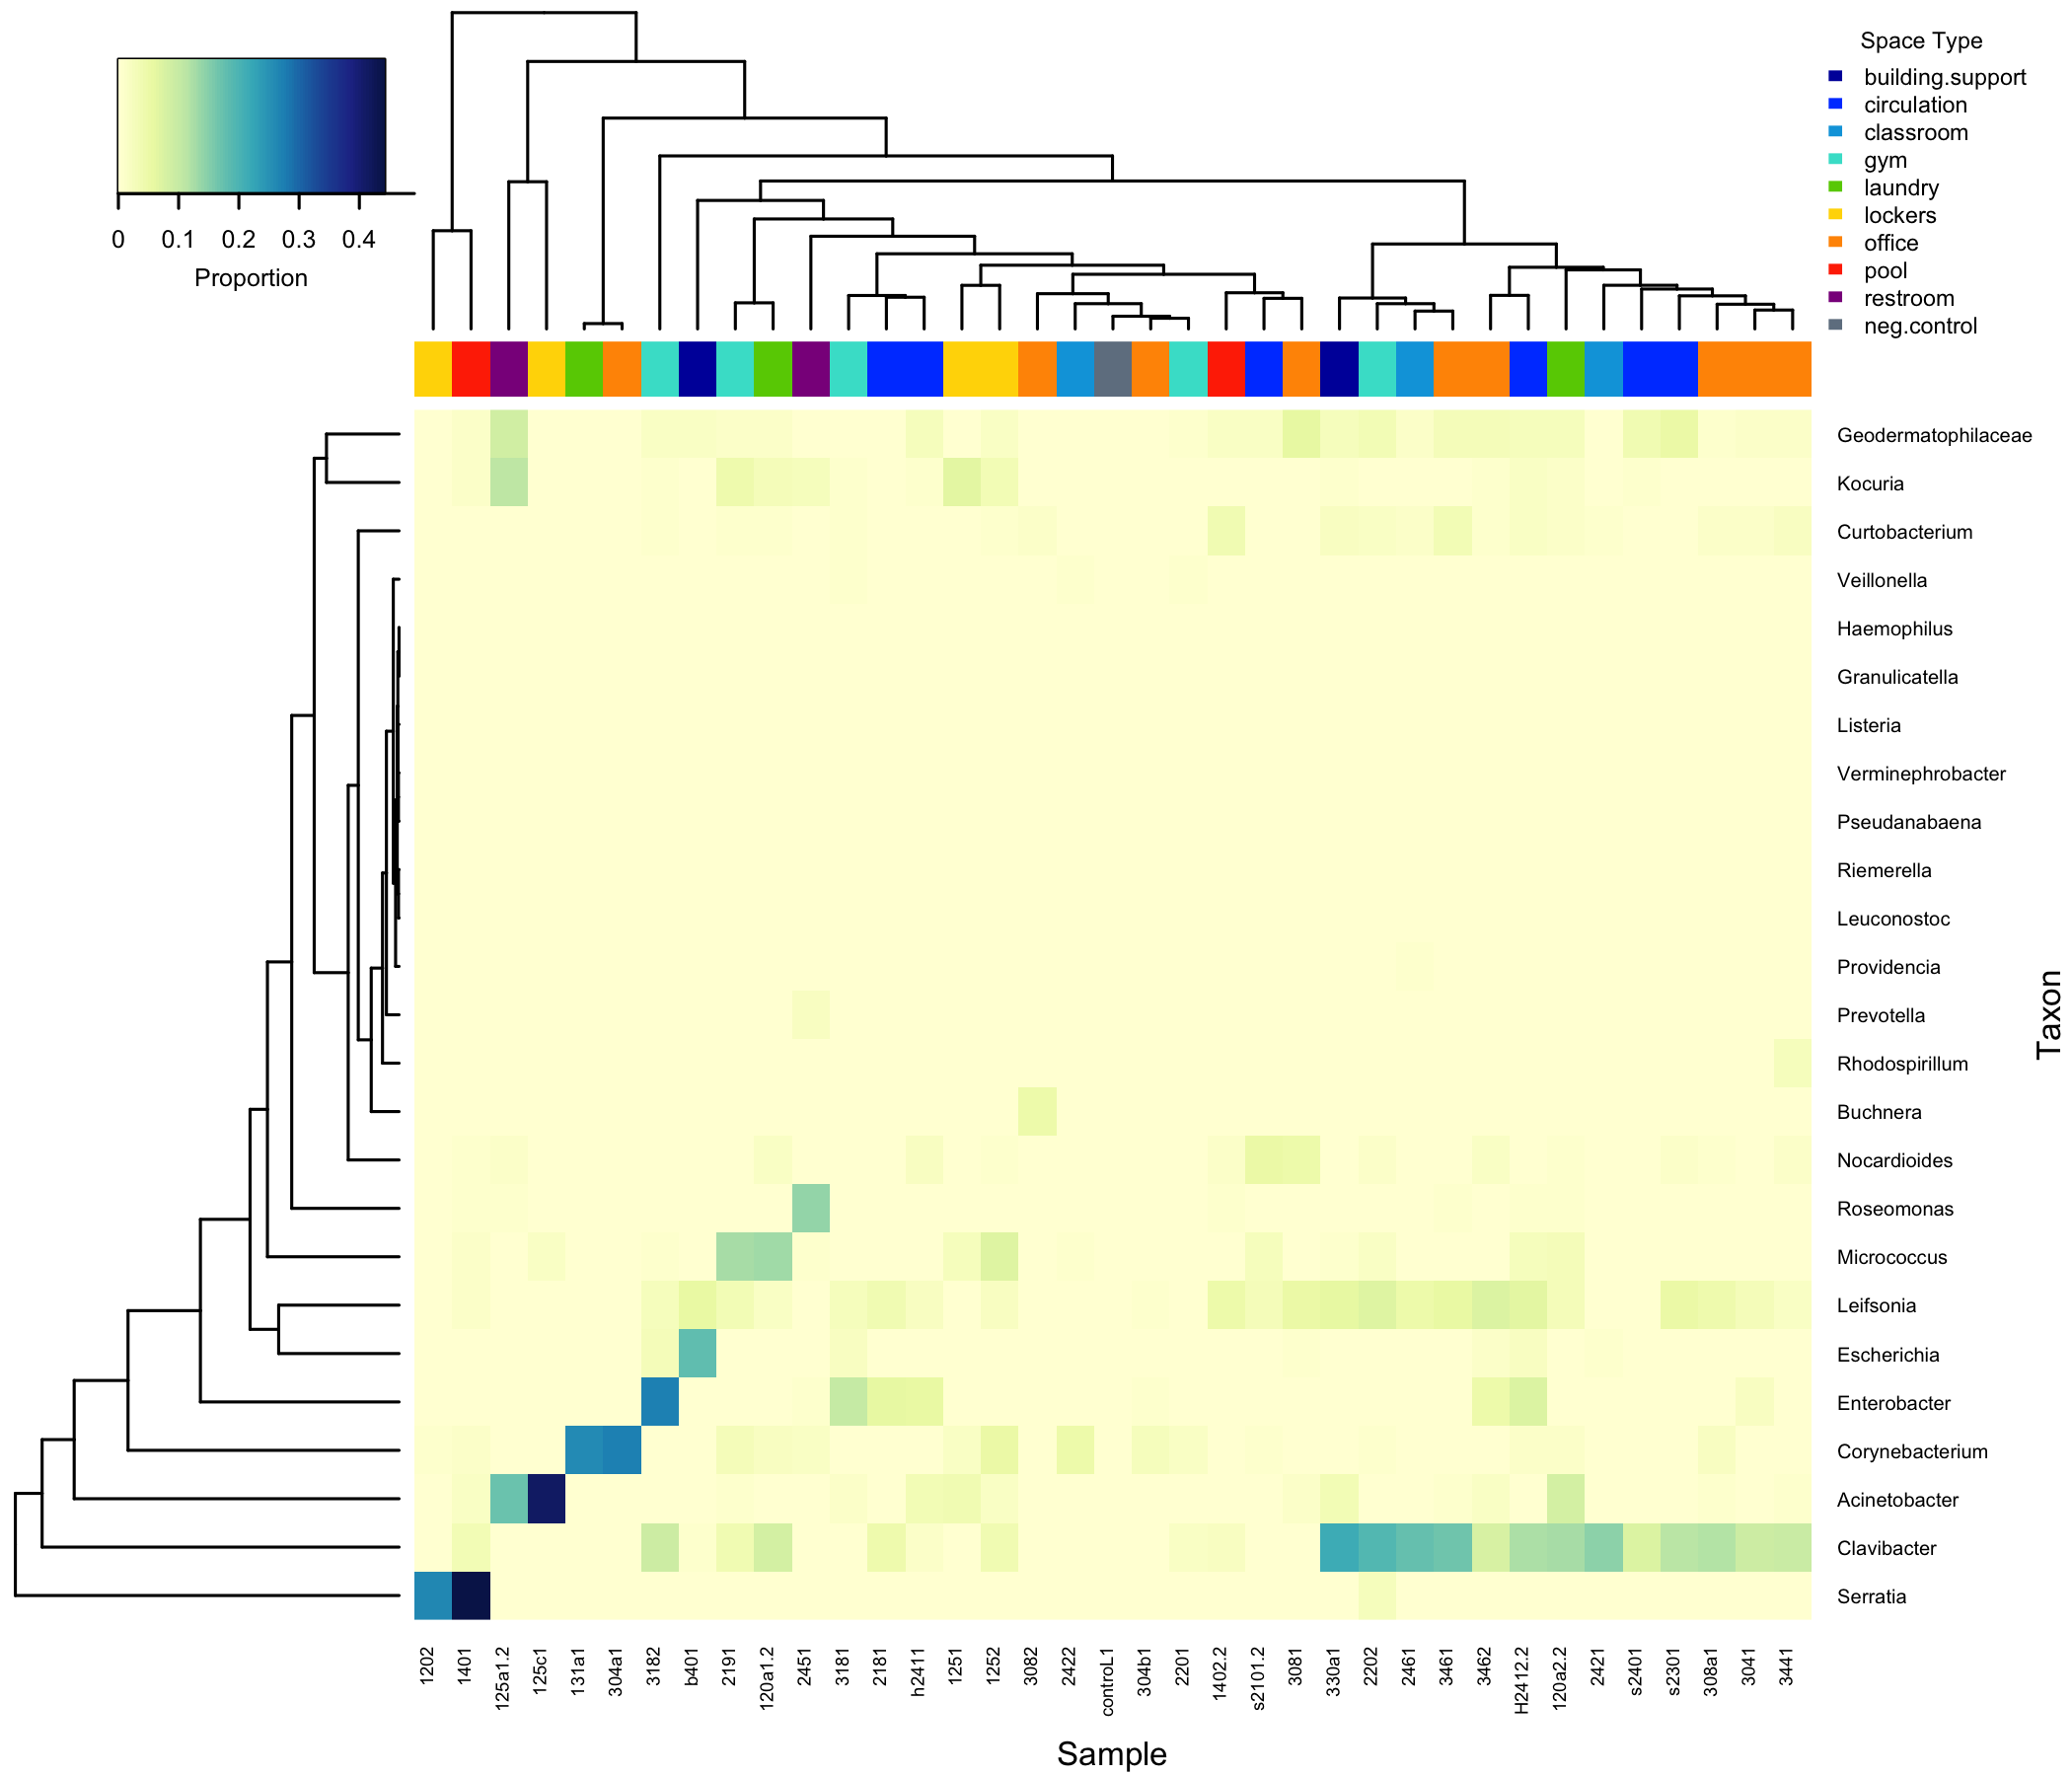 0 0.1 0.2 0.3 0.4
Proportion
Space Type
building.support
circulation
classroom
gym
laundry
lockers
office
pool
restroom
neg.control
Geodermatophilaceae
Kocuria
Curtobacterium
Veillonella
Haemophilus
Granulicatella
Listeria
Verminephrobacter
Pseudanabaena
Riemerella
Leuconostoc
Providencia
Prevotella
Rhodospirillum
Buchnera
Nocardioides
Roseomonas
Micrococcus
Leifsonia
Escherichia
Enterobacter
Corynebacterium
Acinetobacter
Clavibacter
Serratia
Taxon
1202
1401
125a1.2
125c1
131a1
304a1
3182
b401
2191
120a1.2
2451
3181
2181
h2411
1251
1252
3082
2422
controL1
304b1
2201
1402.2
s2101.2
3081
330a1
2202
2461
3461
3462
H2412.2
120a2.2
2421
s2401
s2301
308a1
3041
3441
Sample